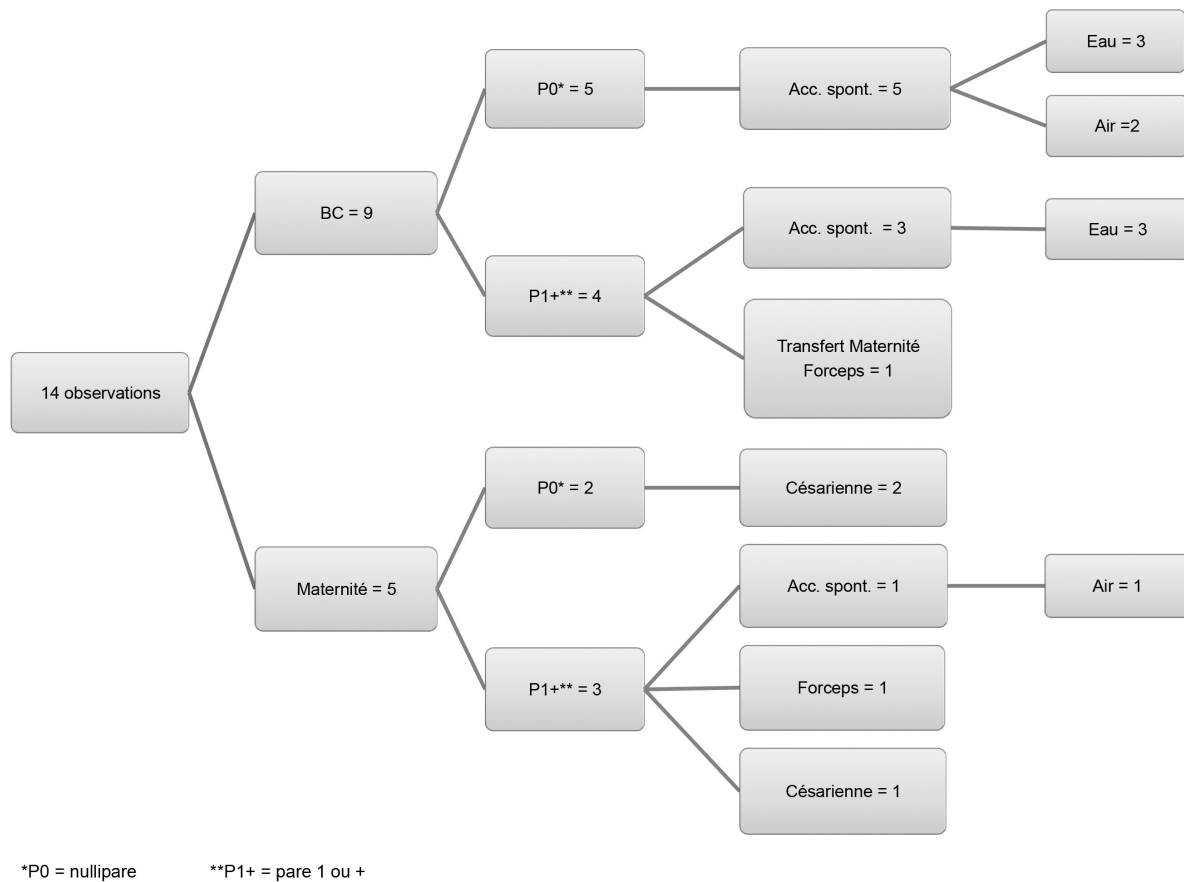 14 observations
BC = 9
P0* = 5
Acc. spont. = 5
Eau = 3
Air =2
P1+** = 4
Acc. spont.  = 3
Eau = 3
Transfert Maternité
Forceps = 1
Maternité = 5
P0* = 2
Césarienne = 2
P1+** = 3
Acc. spont. = 1
Air = 1
Forceps = 1
Césarienne = 1
*P0 = nullipare
**P1+ = pare 1 ou +